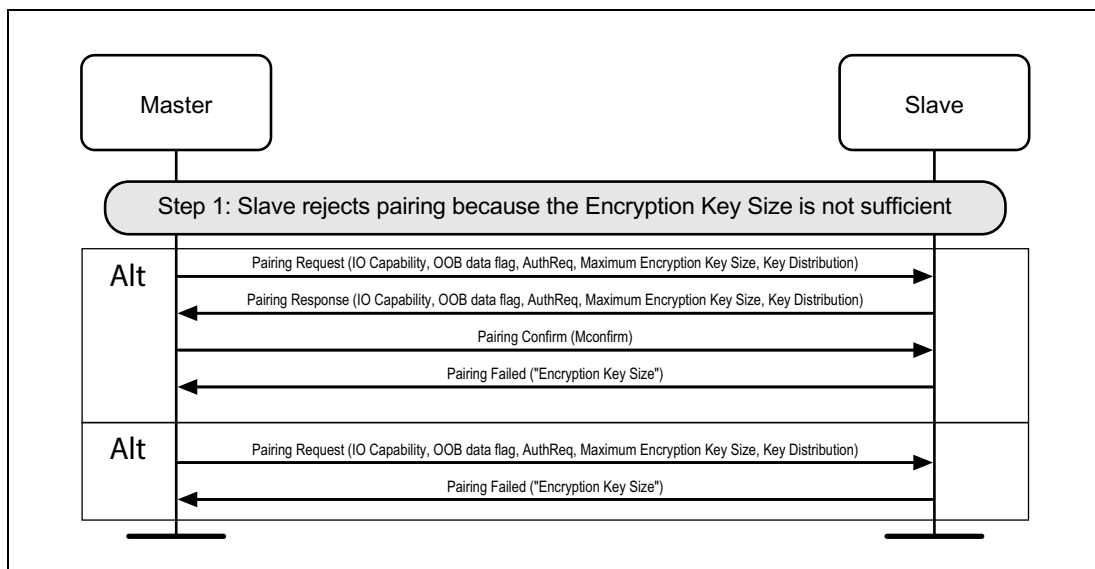 Master
Slave
Step 1: Slave rejects pairing because the Encryption Key Size is not sufficient
Alt
Pairing Request (IO Capability, OOB data flag, AuthReq, Maximum Encryption Key Size, Key Distribution)
Pairing Response (IO Capability, OOB data flag, AuthReq, Maximum Encryption Key Size, Key Distribution)
Pairing Confirm (Mconfirm)
Pairing Failed ("Encryption Key Size")
Alt
Pairing Request (IO Capability, OOB data flag, AuthReq, Maximum Encryption Key Size, Key Distribution)
Pairing Failed ("Encryption Key Size")